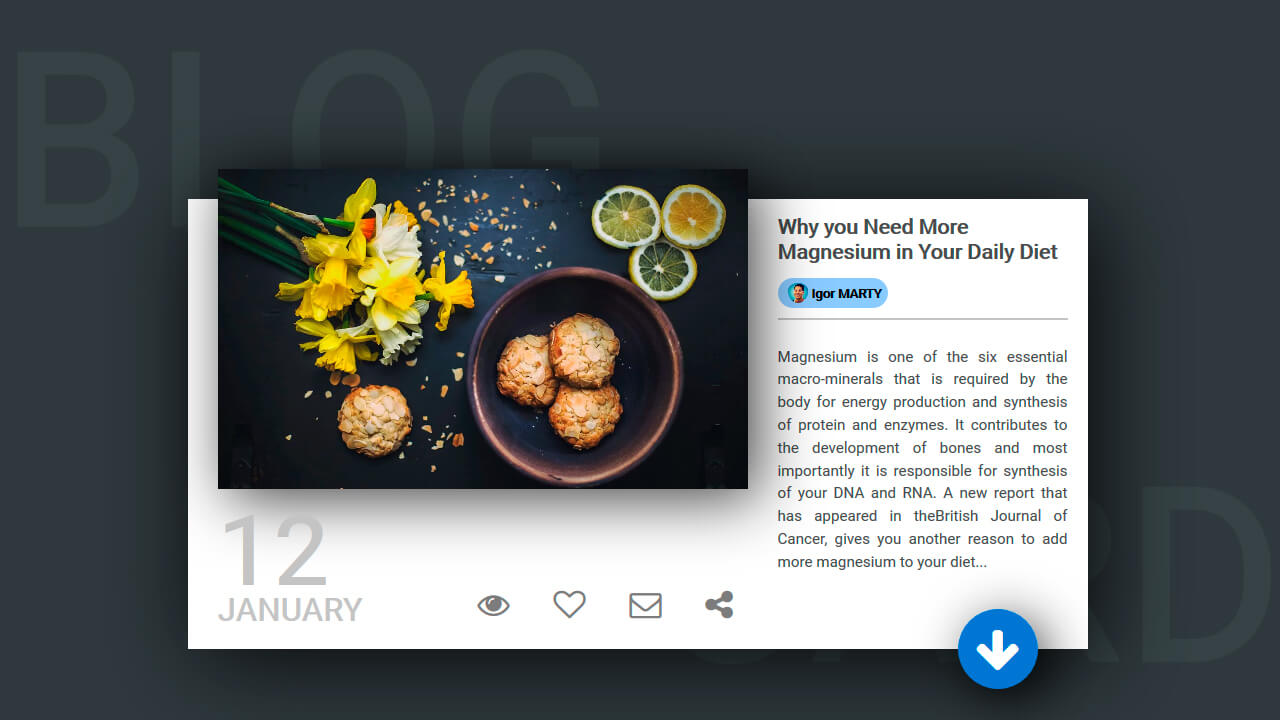 BLOG
Why you Need More
Magnesium in Your Daily Diet
Igor MARTY
Magnesium is one of the six essential
macro-minerals that is required by the
body for energy production and synthesis
of protein and enzymes. It contributes to
the development of bones and most
importantly it is responsible for synthesis
of your DNA and RNA. A new report that
has appeared in theBritish Journal of
Cancer, gives you another reason to add
more magnesium to your diet...
12
JANUARY
CARD